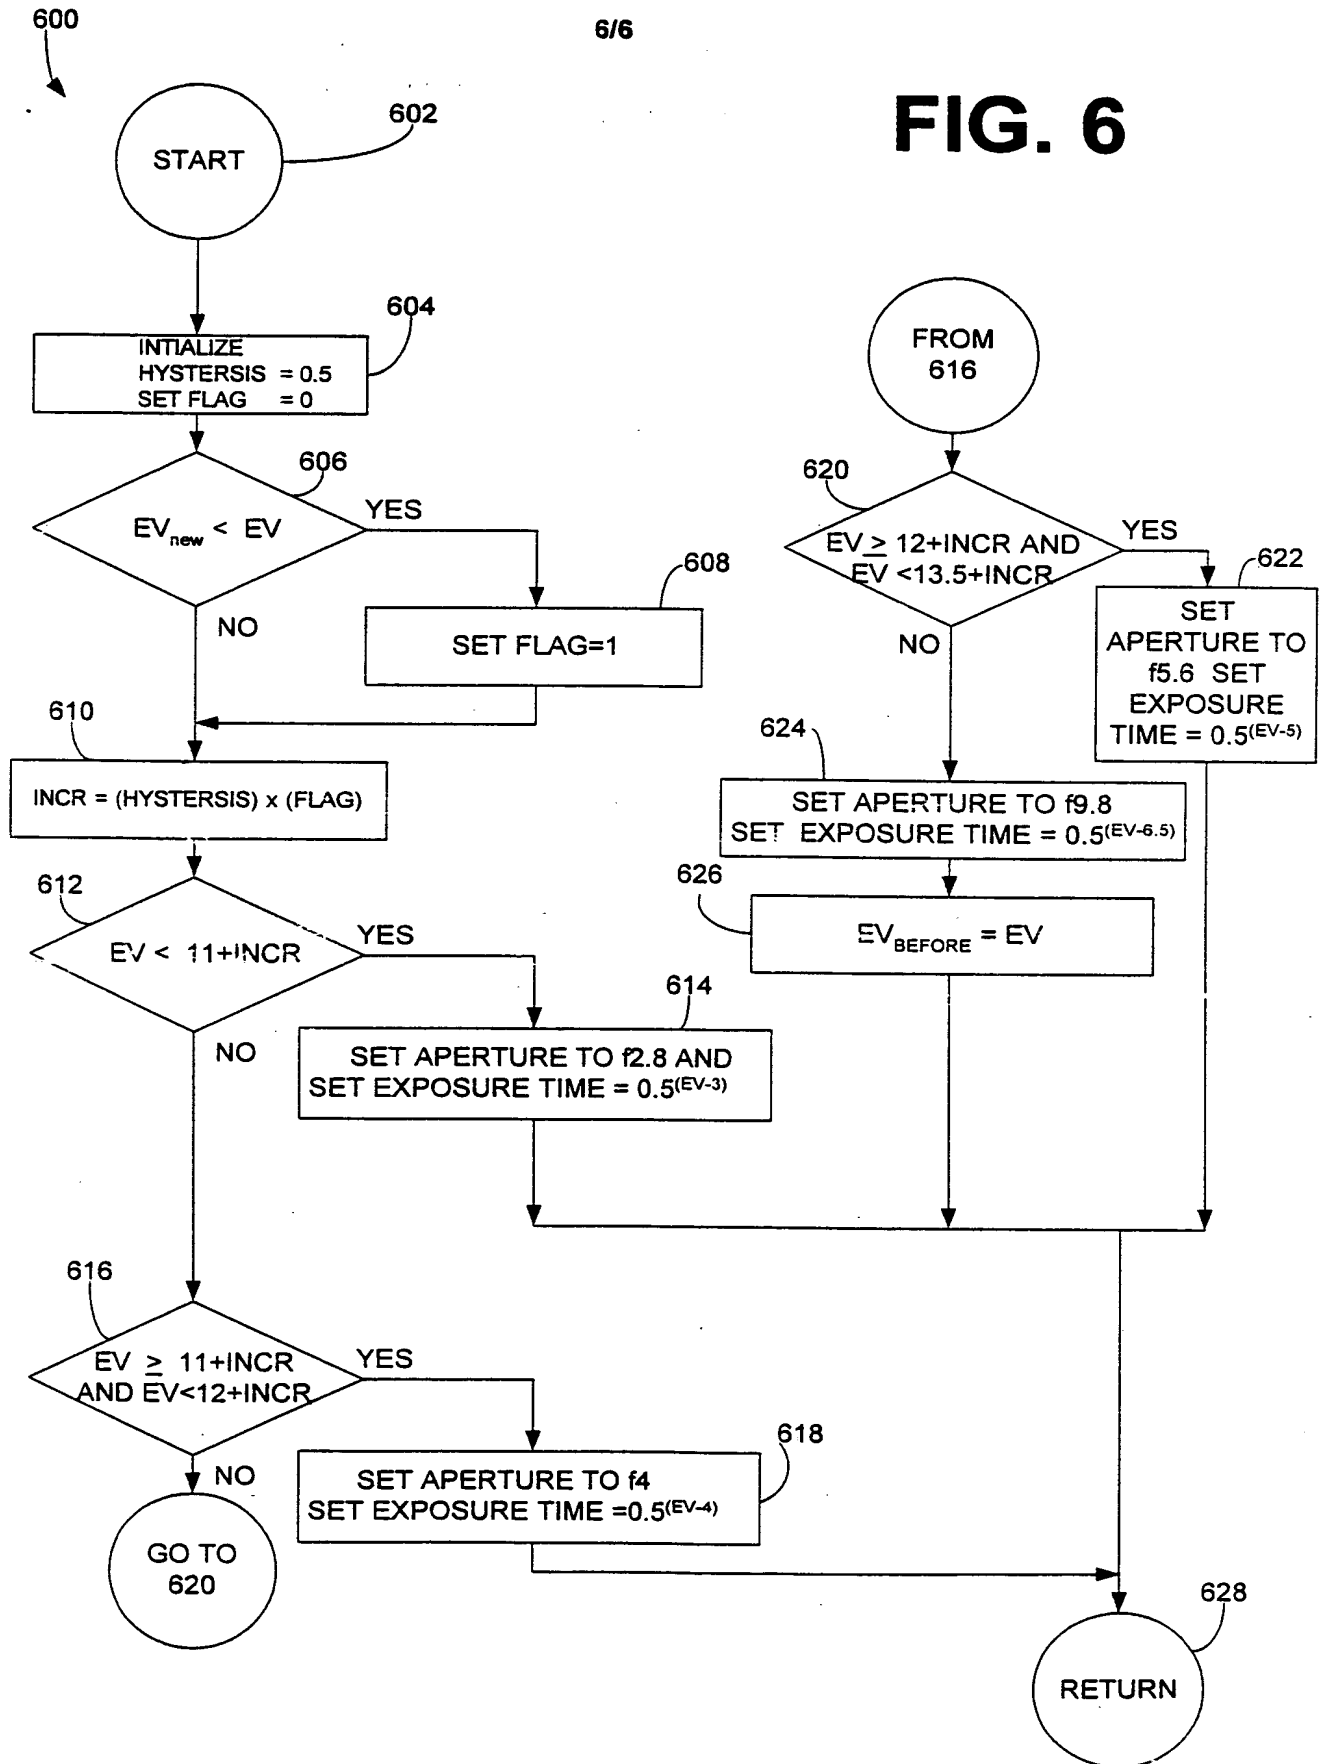 600
6/6
FIG. 6
602
START
604
INTIALIZE
HYSTERSIS = 0.5
SET FLAG = 0
606
EVnew < EV
YES
NO
608
SET FLAG=1
610
INCR = (HYSTERSIS) x (FLAG)
612
EV < 11+INCR
YES
NO
614
SET APERTURE TO f2.8 AND
SET EXPOSURE TIME = 0.5(EV-3)
616
EV ≥ 11+INCR
AND EV<12+INCR
YES
NO
618
SET APERTURE TO f4
SET EXPOSURE TIME =0.5(EV-4)
GO TO
620
FROM
616
620
EV ≥ 12+INCR AND
EV <13.5+INCR
YES
NO
622
SET
APERTURE TO
f5.6 SET
EXPOSURE
TIME = 0.5(EV-5)
624
SET APERTURE TO f9.8
SET EXPOSURE TIME = 0.5(EV-6.5)
626
EVBEFORE = EV
628
RETURN